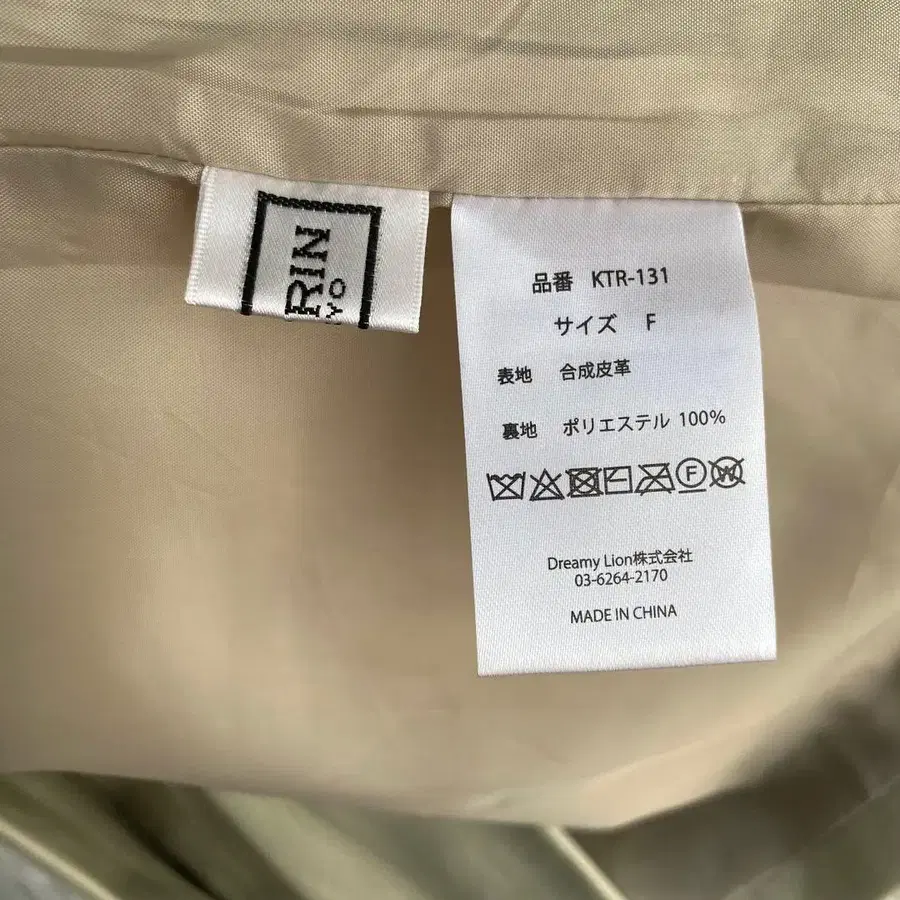 RIN
YO
品番 KTR-131
サイズ F
表地 合成皮革
裏地 ポリエステル 100%
F W
Dreamy Lion株式会社
03-6264-2170
MADE IN CHINA